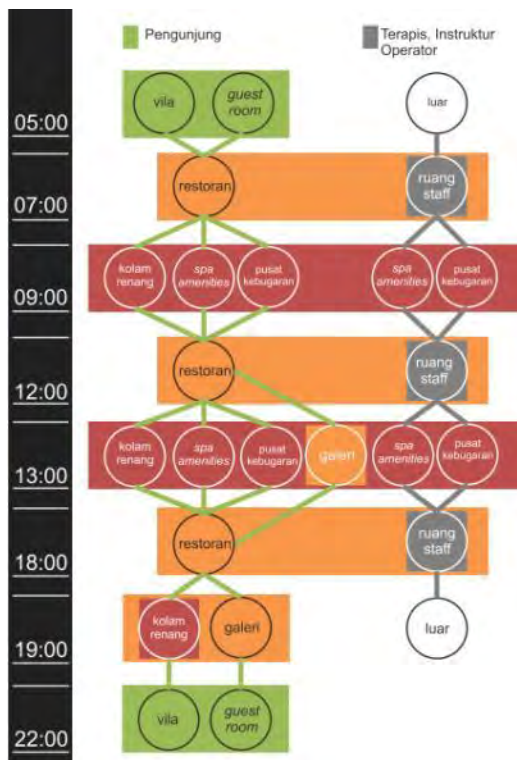 Pengunjung
Terapis, Instruktur
Operator
vila
guest
room
luar
05:00
restoran
ruang
staff
07:00
kolam
renang
spa
amenities
pusat
kebugaran
spa
amenities
pusat
kebugaran
09:00
restoran
ruang
staff
12:00
kolam
renang
spa
amenities
pusat
kebugaran
galeri
spa
amenities
pusat
kebugaran
13:00
restoran
ruang
staff
18:00
kolam
renang
galeri
luar
19:00
vila
guest
room
22:00